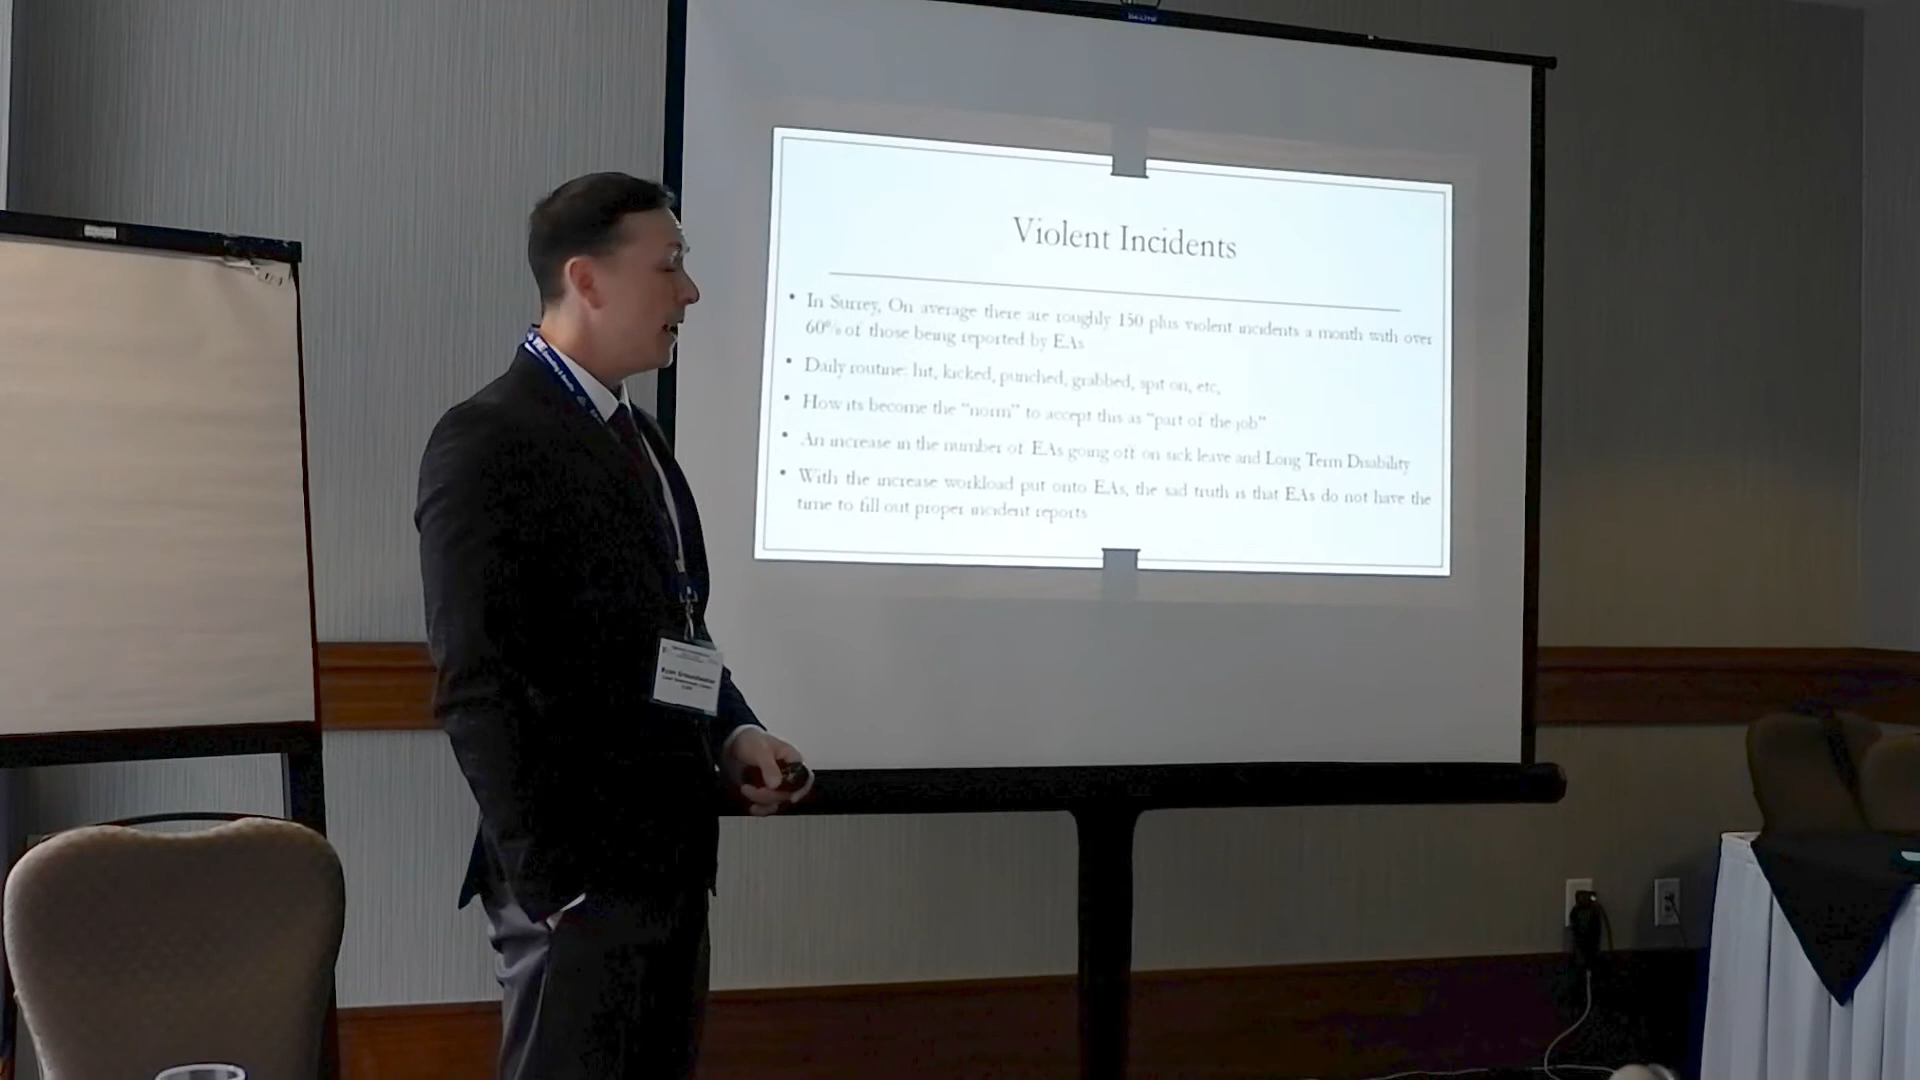 Violent Incidents
• In Surrey, On average there are roughly 150 plus violent incidents a month with over
60% of those being reported by EAs
• Daily routine: hit, kicked, punched, grabbed, spit on, etc,
• How its become the “norm” to accept this as “part of the job”
• An increase in the number of EAs going off on sick leave and Long Term Disability
• With the increase workload put onto EAs, the sad truth is that EAs do not have the
time to fill out proper incident reports